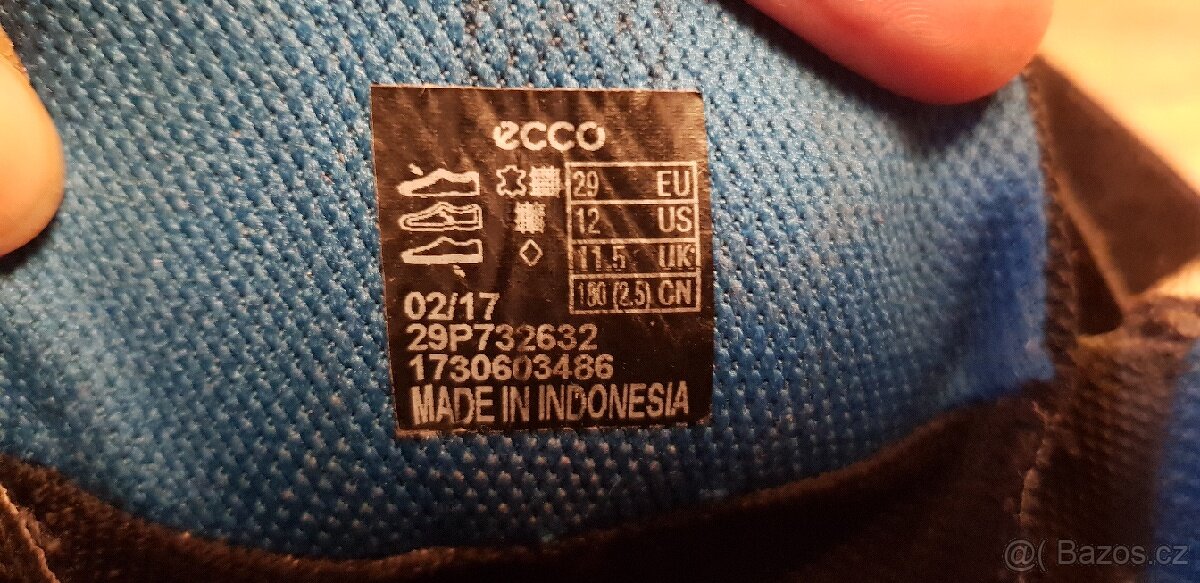 ecco
29 EU
12 US
11.5 UK
180 (2.5) CN
02/17
29P732632
1730603486
MADE IN INDONESIA
@( Bazos.cz